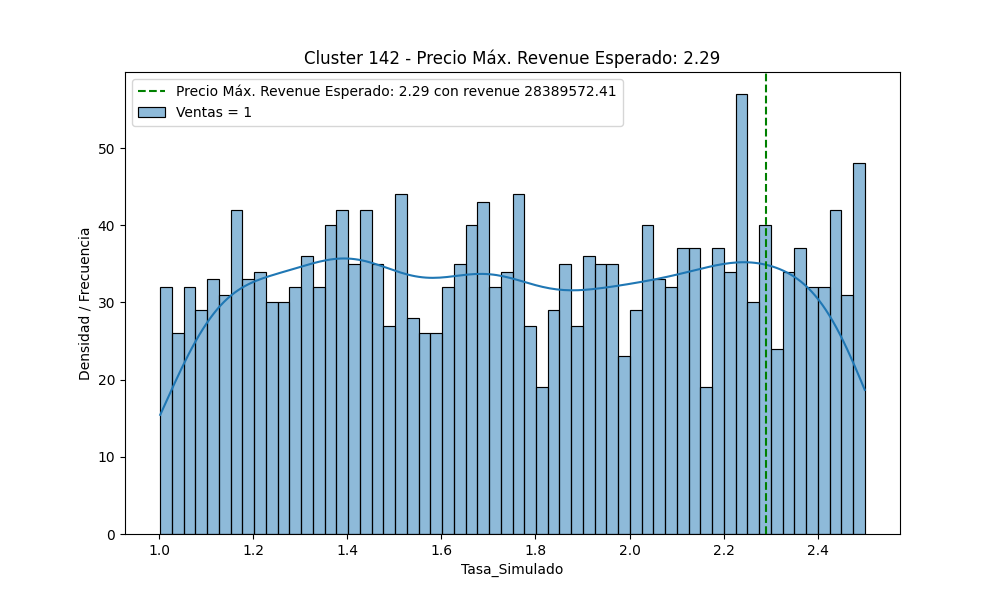 Cluster 142 - Precio Máx. Revenue Esperado: 2.29
Precio Máx. Revenue Esperado: 2.29 con revenue 28389572.41
Ventas = 1
Densidad / Frecuencia
50
40
30
20
10
0
1.0 1.2 1.4 1.6 1.8 2.0 2.2 2.4
Tasa_Simulado